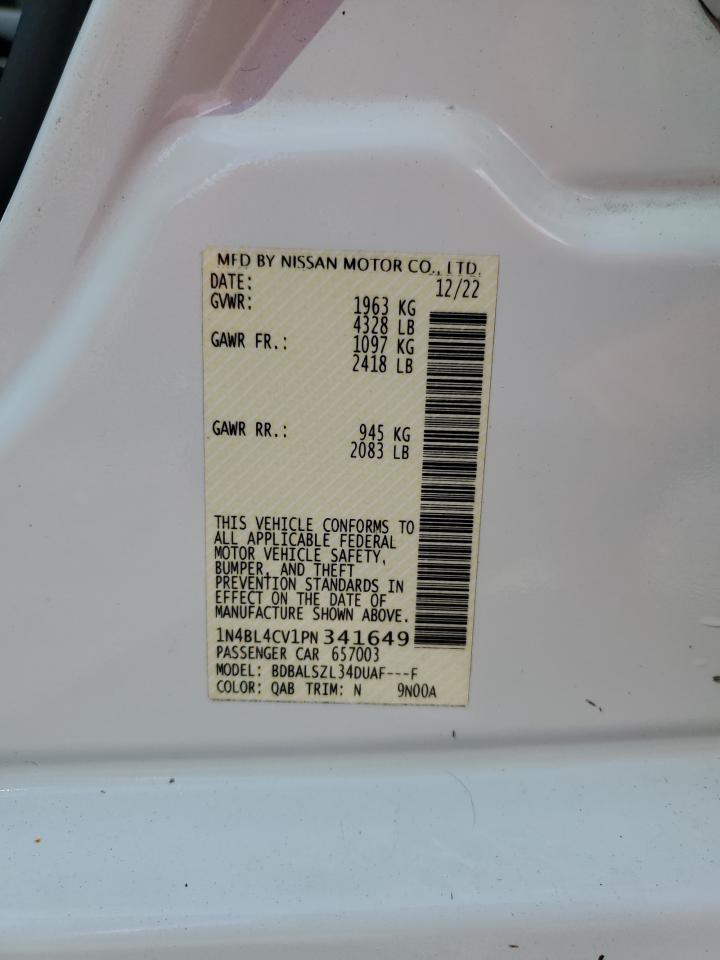 MFD BY NISSAN MOTOR CO., LTD.
DATE: 12/22
GVWR: 1963 KG
4328 LB
GAWR FR.: 1097 KG
2418 LB
GAWR RR.: 945 KG
2083 LB
THIS VEHICLE CONFORMS TO
ALL APPLICABLE FEDERAL
MOTOR VEHICLE SAFETY,
BUMPER, AND THEFT
PREVENTION STANDARDS IN
EFFECT ON THE DATE OF
MANUFACTURE SHOWN ABOVE.
1N4BL4CV1PN341649
PASSENGER CAR 657003
MODEL: BDBALSZL34DUAF---F
COLOR: QAB TRIM: N 9N00A